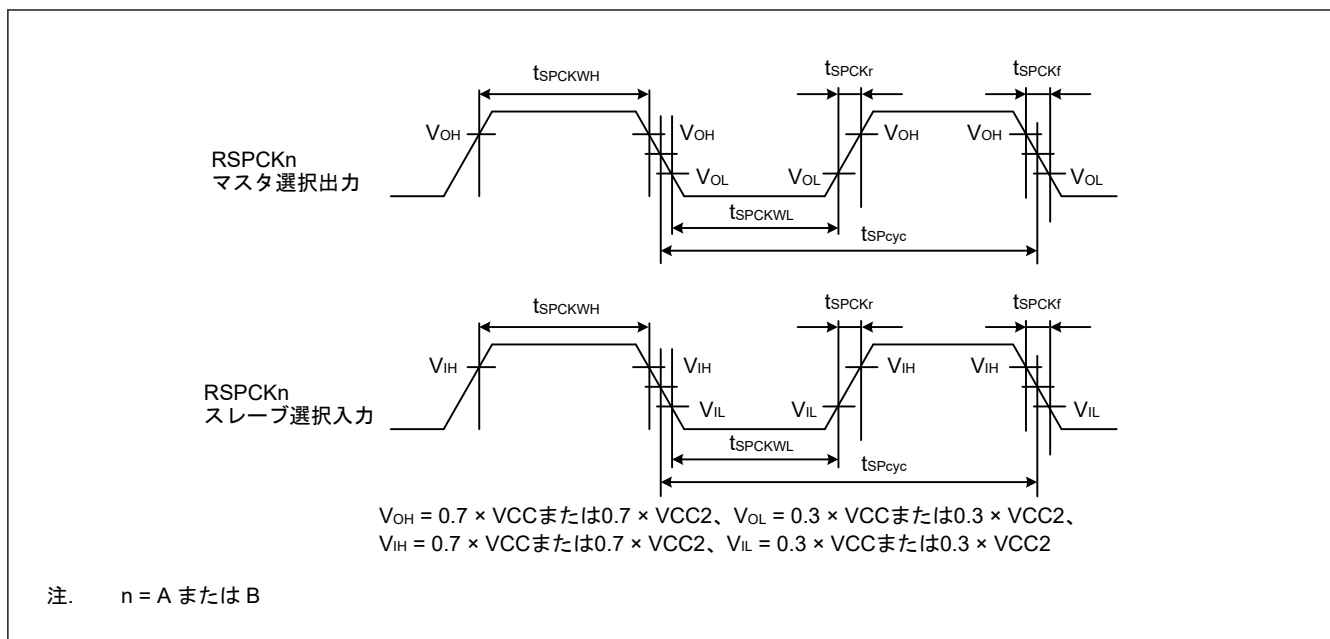 tSPCKWH
tSPCKr
tSPCKf
VOH
VOH
VOH
VOH
RSPCKn
マスタ選択出力
VOL
VOL
VOL
tSPCKWL
tSPcyc
tSPCKWH
tSPCKr
tSPCKf
VIH
VIH
VIH
VIH
RSPCKn
スレーブ選択入力
VIL
VIL
VIL
tSPCKWL
tSPcyc
VOH = 0.7 × VCCまたは0.7 × VCC2、VOL = 0.3 × VCCまたは0.3 × VCC2、
VIH = 0.7 × VCCまたは0.7 × VCC2、VIL = 0.3 × VCCまたは0.3 × VCC2
注. n = A または B